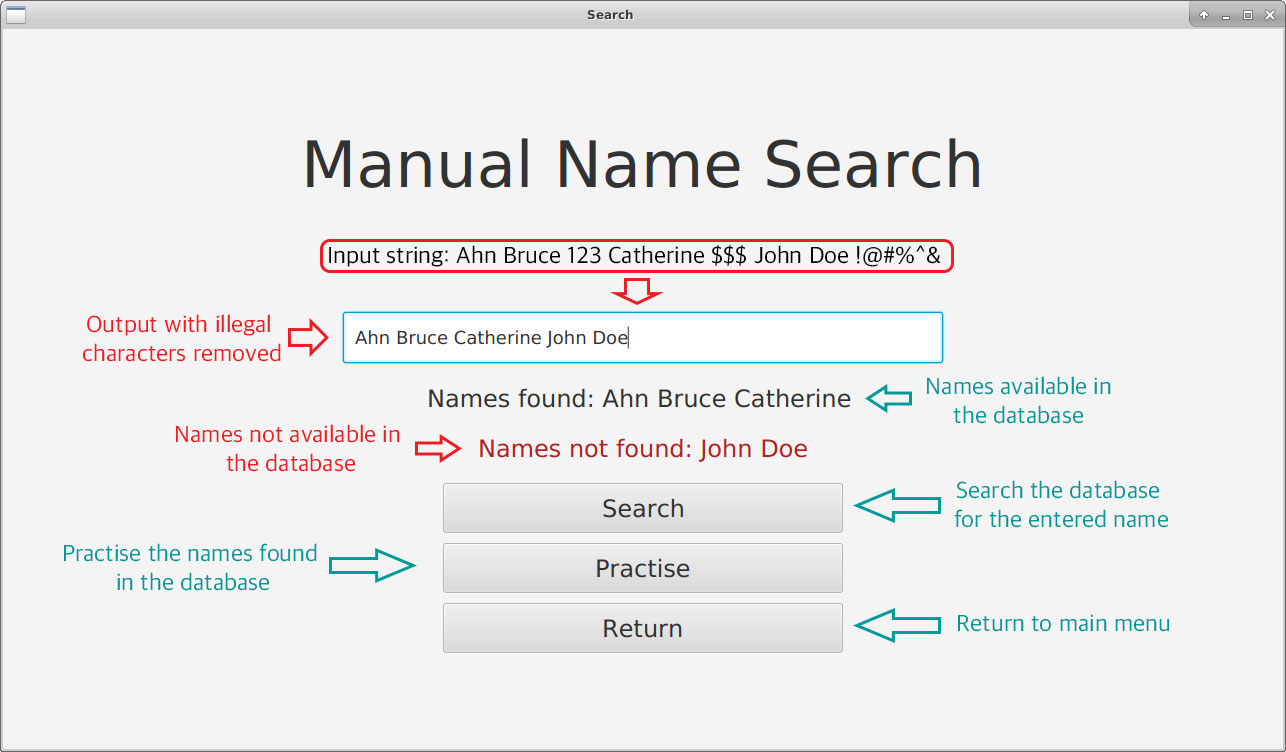 Search
Manual Name Search
Input string: Ahn Bruce 123 Catherine $$$ John Doe !@#%^&
Output with illegal
characters removed
Ahn Bruce Catherine John Doe
Names found: Ahn Bruce Catherine
Names available in
the database
Names not available in
the database
Names not found: John Doe
Search
Search the database
for the entered name
Practise the names found
in the database
Practise
Return
Return to main menu